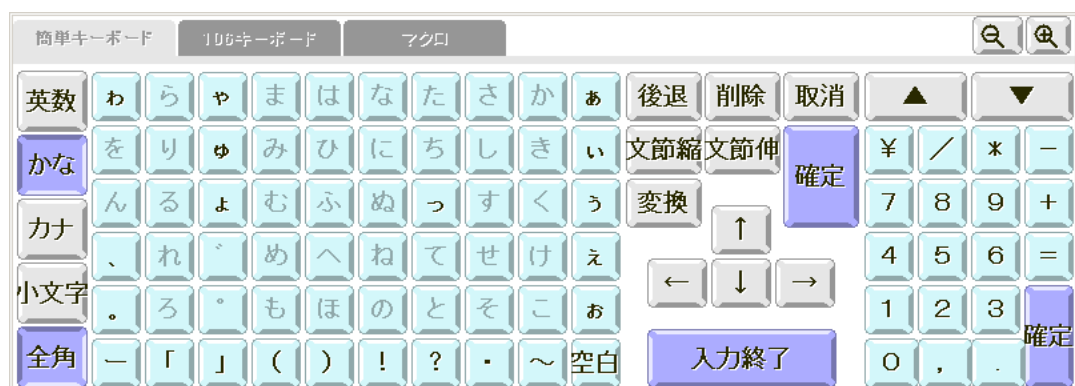 簡単キーボード 106キーボード マクロ
英数 ゎ ら ゃ ま は な た さ か ぁ 後退 削除 取消 ▲ ▼
かな を り ゅ み ひ に ち し き ぃ 文節縮 文節伸 確定 ¥ / * -
カナ ん る ょ む ふ ぬ っ す く ぅ 変換 ↑ 7 8 9 +
小文字 、 れ ゛ め へ ね て せ け ぇ ← ↓ → 4 5 6 =
。 ろ ゜ も ほ の と そ こ ぉ 1 2 3 確定
全角 ー 「 」 ( ) ! ? ・ ～ 空白 入力終了 0 , .